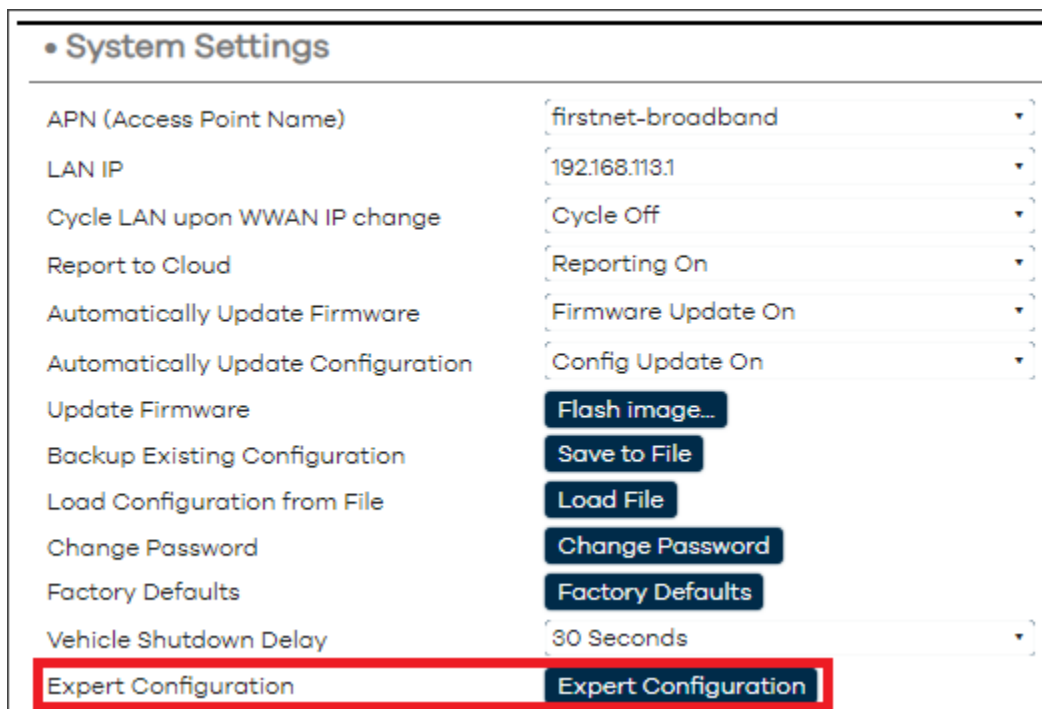 • System Settings
APN (Access Point Name) firstnet-broadband
LAN IP 192.168.113.1
Cycle LAN upon WWAN IP change Cycle Off
Report to Cloud Reporting On
Automatically Update Firmware Firmware Update On
Automatically Update Configuration Config Update On
Update Firmware Flash image...
Backup Existing Configuration Save to File
Load Configuration from File Load File
Change Password Change Password
Factory Defaults Factory Defaults
Vehicle Shutdown Delay 30 Seconds
Expert Configuration Expert Configuration